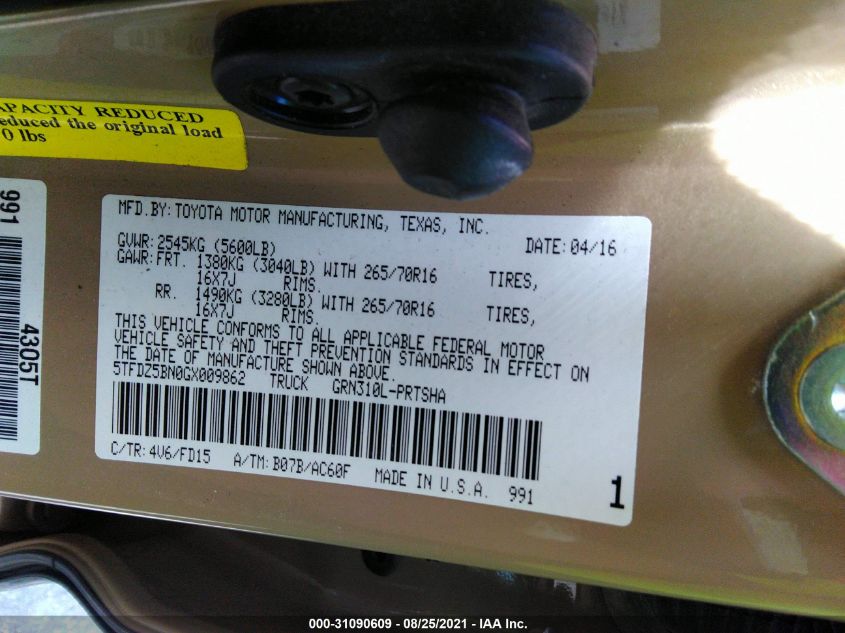 APACITY REDUCED
educed the original load
0 lbs
991
4305T
MFD.BY:TOYOTA MOTOR MANUFACTURING, TEXAS, INC.
GVWR:2545KG (5600LB) DATE:04/16
GAWR:FRT. 1380KG (3040LB) WITH 265/70R16 TIRES,
16X7J RIMS.
RR. 1490KG (3280LB) WITH 265/70R16 TIRES,
16X7J RIMS.
THIS VEHICLE CONFORMS TO ALL APPLICABLE FEDERAL MOTOR
VEHICLE SAFETY AND THEFT PREVENTION STANDARDS IN EFFECT ON
THE DATE OF MANUFACTURE SHOWN ABOVE.
5TFDZ5BN0GX009862 TRUCK GRN310L-PRTSHA
C/TR:4V6/FD15 A/TM:B07B/AC60F MADE IN U.S.A. 991
1
000-31090609 - 08/25/2021 - IAA Inc.